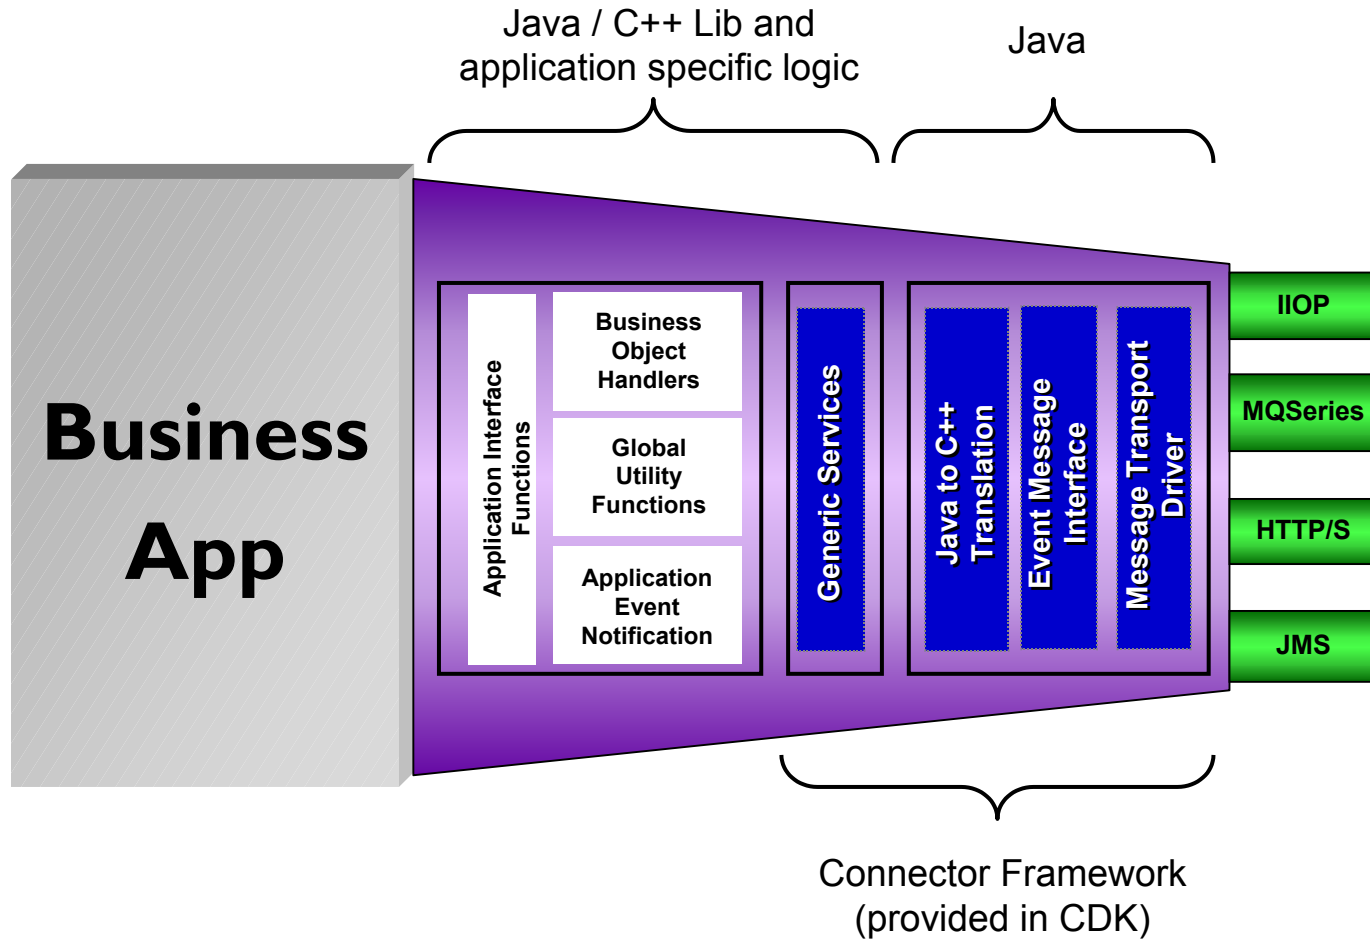 Java / C++ Lib and
application specific logic
Java
Business
App
Application Interface
Functions
Business
Object
Handlers
Global
Utility
Functions
Application
Event
Notification
Generic Services
Java to C++
Translation
Event Message
Interface
Message Transport
Driver
IIOP
MQSeries
HTTP/S
JMS
Connector Framework
(provided in CDK)